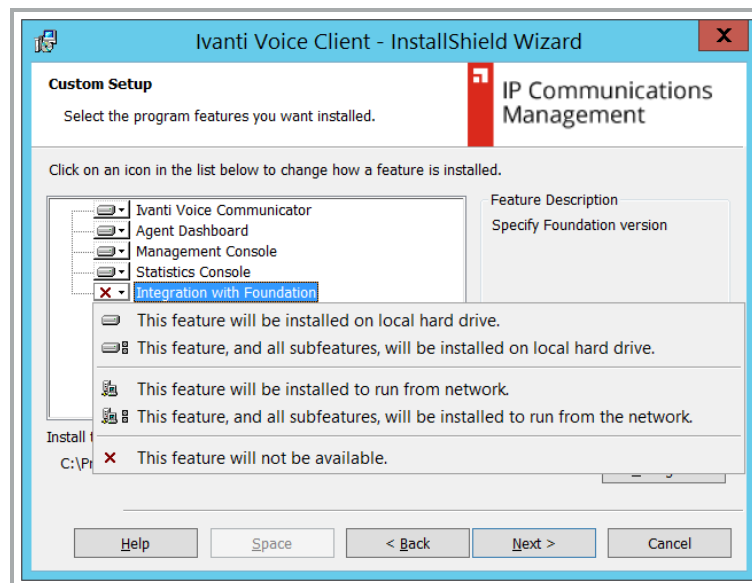 Ivanti Voice Client - InstallShield Wizard
X
Custom Setup
Select the program features you want installed.
IP Communications
Management
Click on an icon in the list below to change how a feature is installed.
Ivanti Voice Communicator
Agent Dashboard
Management Console
Statistics Console
Integration with Foundation
Feature Description
Specify Foundation version
This feature will be installed on local hard drive.
This feature, and all subfeatures, will be installed on local hard drive.
This feature will be installed to run from network.
This feature, and all subfeatures, will be installed to run from the network.
This feature will not be available.
Install
C:\P
Help
Space
< Back
Next >
Cancel